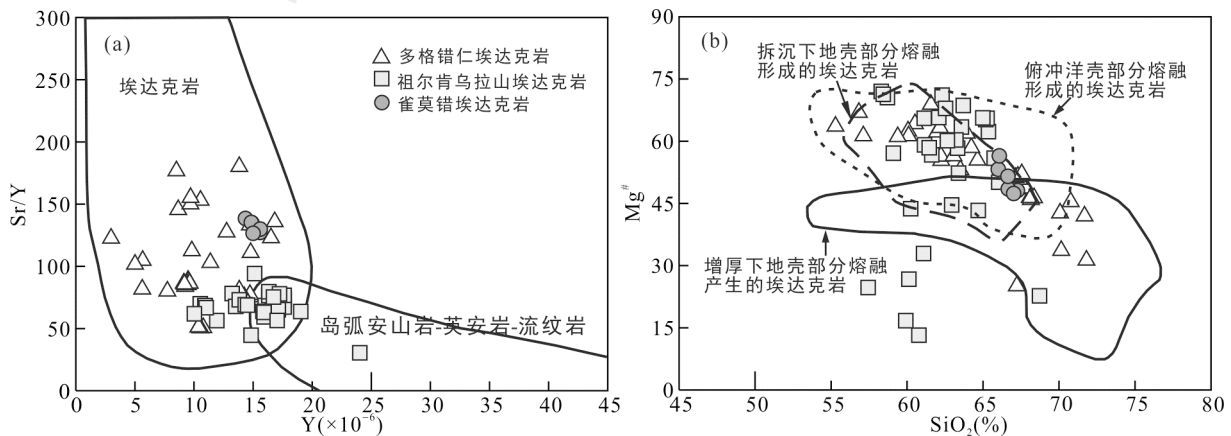 (a)
埃达克岩
多格错仁埃达克岩
祖尔肯乌拉山埃达克岩
雀莫错埃达克岩
岛弧安山岩-英安岩-流纹岩
300
250
200
150
100
50
0
Sr/Y
0
5
10
15
20
25
30
35
40
45
Y(×10⁻⁶)
(b)
拆沉下地壳部分熔融
形成的埃达克岩
俯冲洋壳部分熔融
形成的埃达克岩
增厚下地壳部分熔融
产生的埃达克岩
90
75
60
45
30
15
0
Mg#
45
50
55
60
65
70
75
80
SiO₂(%)